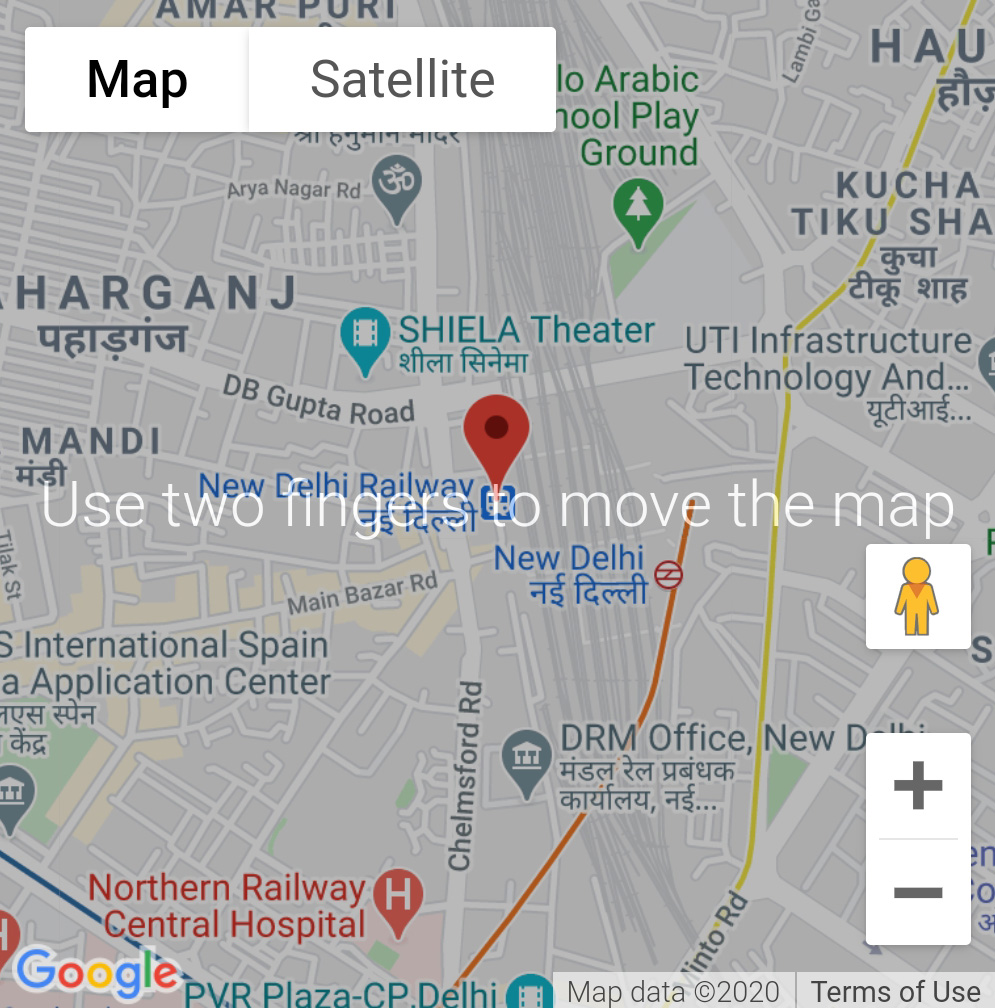 AMAR PURI
Map
Satellite
lo Arabic
hool Play
Ground
Lambi Ga
HAU
हौज़
श्री हनुमान मंदिर
Arya Nagar Rd
KUCHA
TIKU SHA
कुचा
टीकू शाह
AHARGANJ
पहाड़गंज
SHIELA Theater
शीला सिनेमा
UTI Infrastructure
Technology And...
यूटीआई...
DB Gupta Road
MANDI
मंडी
New Delhi Railway
नई दिल्ली
Use two fingers to move the map
New Delhi
नई दिल्ली
Tilak St
Main Bazar Rd
S International Spain
a Application Center
लएस स्पेन
केंद्र
Chelmsford Rd
DRM Office, New Delhi
मंडल रेल प्रबंधक
कार्यालय, नई...
Northern Railway
Central Hospital
H
Minto Rd
Google
PVR Plaza-CP, Delhi
Map data ©2020
Terms of Use